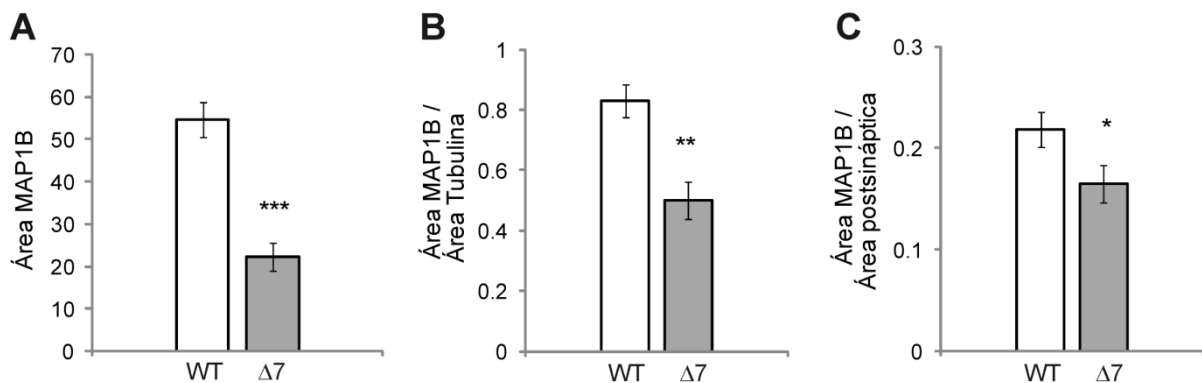 A
Área MAP1B
70
60
50
40
30
20
10
0
***
WT
Δ7
B
Área MAP1B /
Área Tubulina
1
0.8
0.6
0.4
0.2
0
**
WT
Δ7
C
Área MAP1B /
Área postsináptica
0.3
0.2
0.1
0
*
WT
Δ7